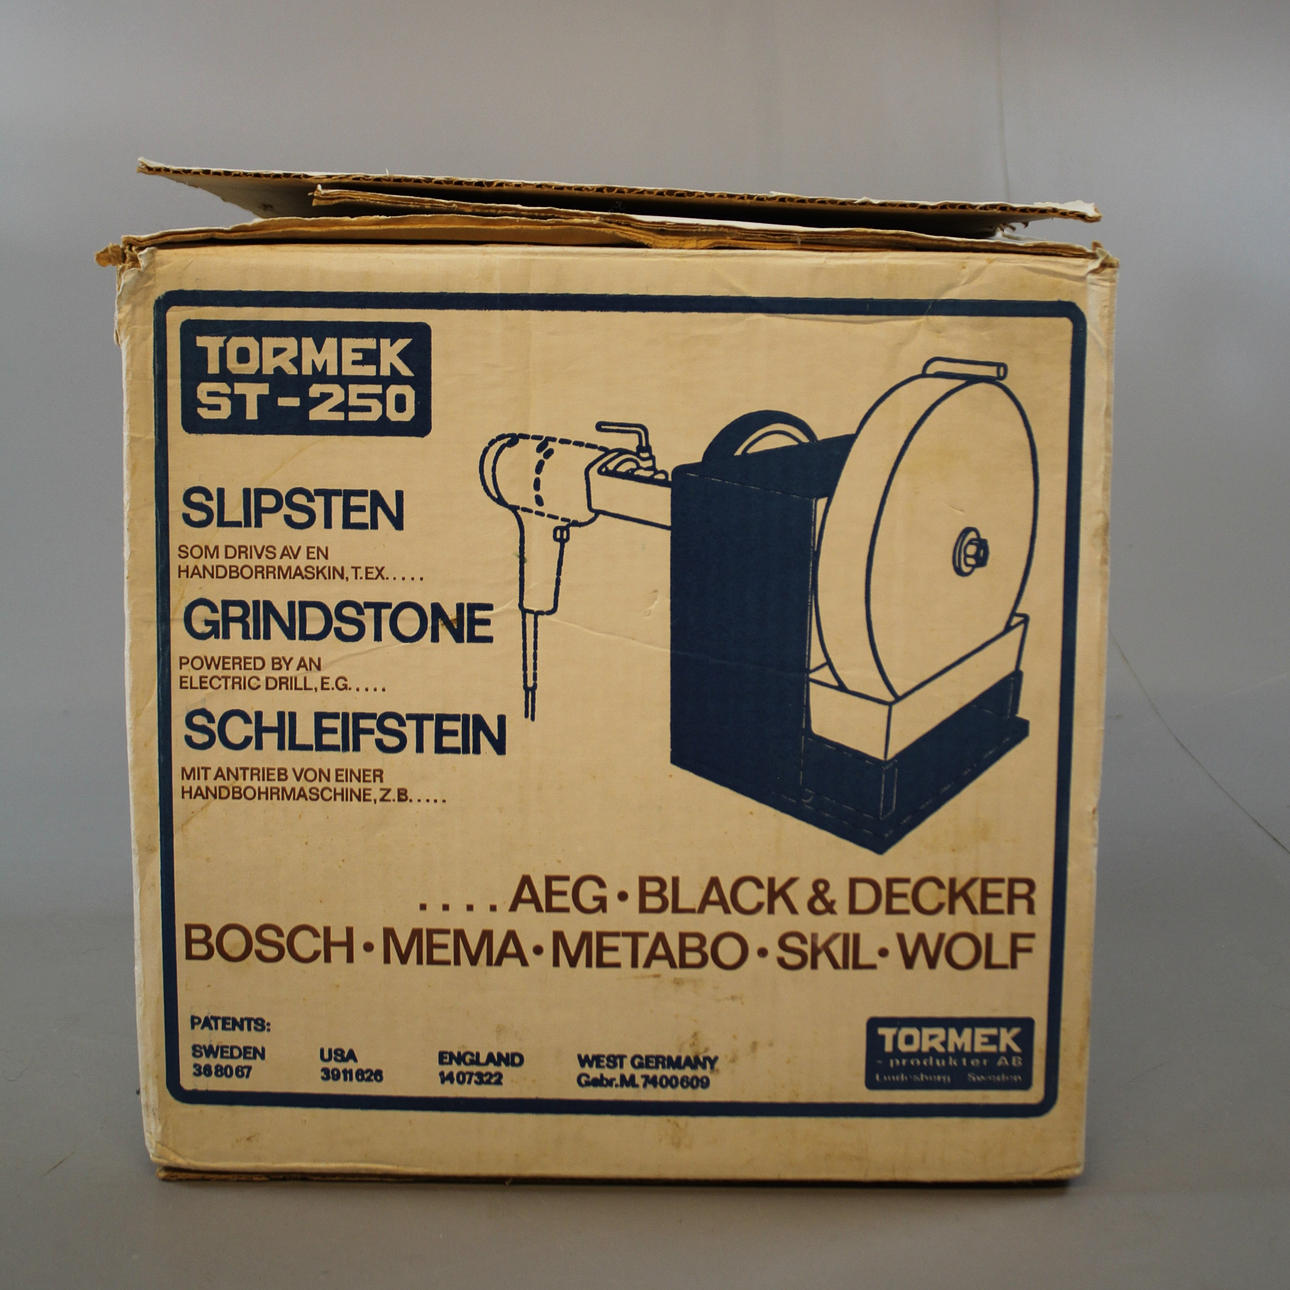 TORMEK
ST-250
SLIPSTEN
SOM DRIVS AV EN
HANDBORRMASKIN, T.EX.....
GRINDSTONE
POWERED BY AN
ELECTRIC DRILL, E.G.....
SCHLEIFSTEIN
MIT ANTRIEB VON EINER
HANDBOHRMASCHINE, Z.B.....
....AEG•BLACK & DECKER
BOSCH•MEMA•METABO•SKIL•WOLF
PATENTS:
SWEDEN USA ENGLAND WEST GERMANY
368067 3911626 1407322 Gebr.M.7400609
TORMEK
- produkter AB
Lindesberg Sweden